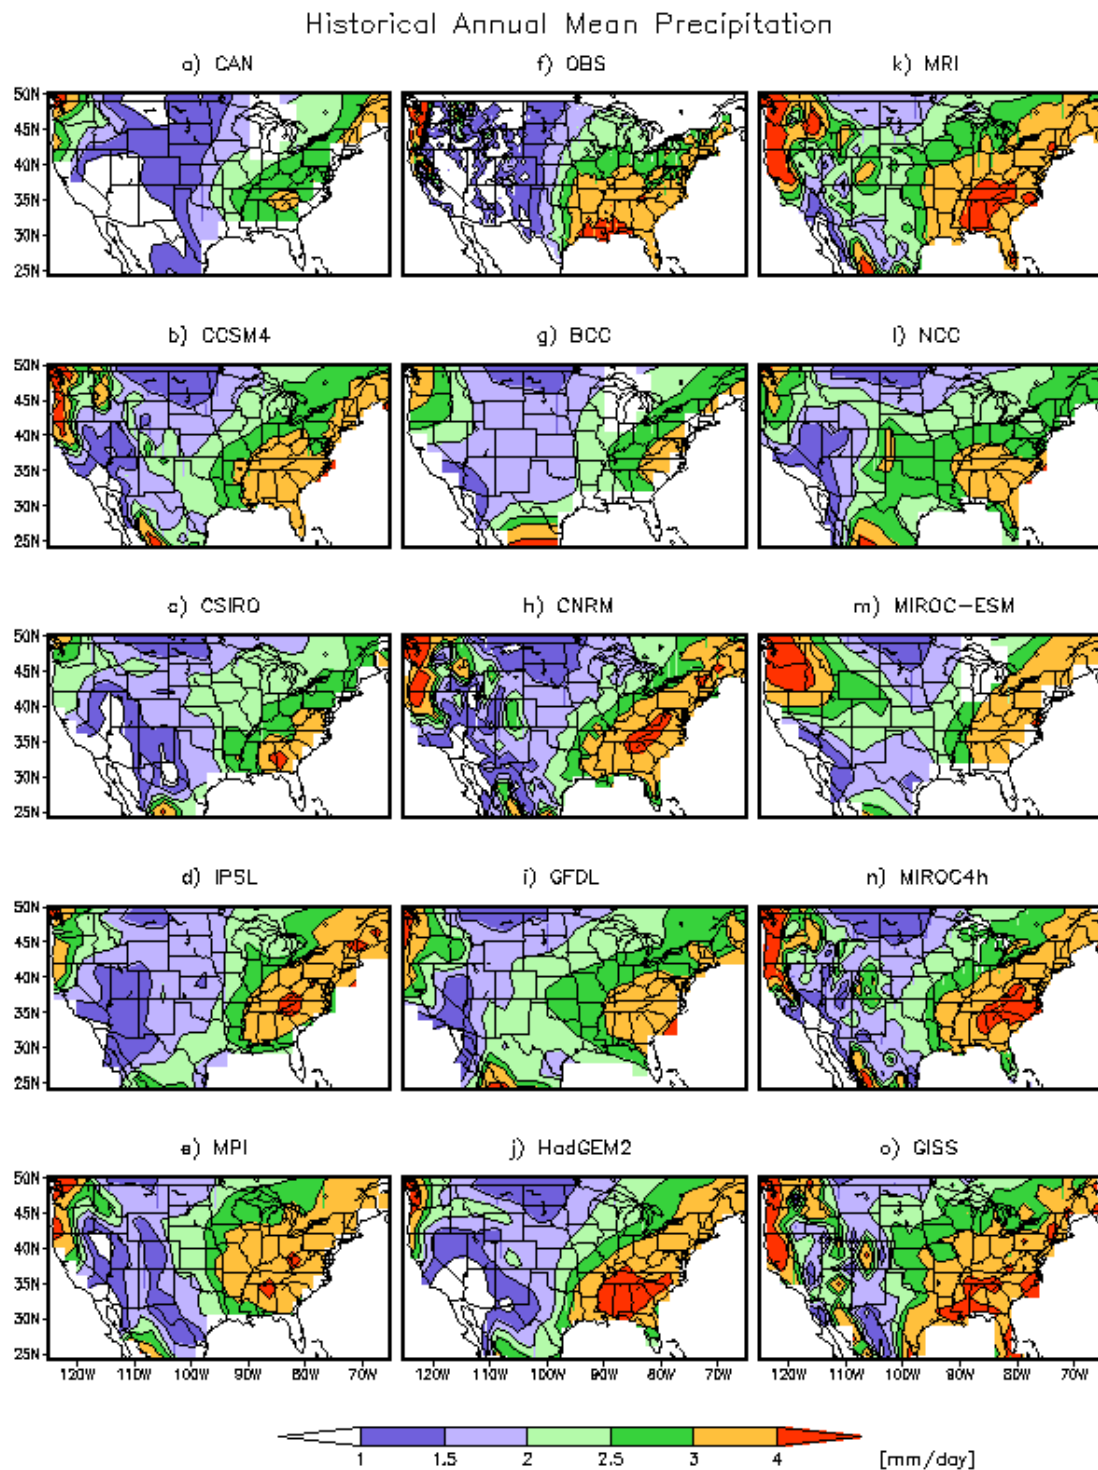 Historical Annual Mean Precipitation
a) CAN
f) OBS
k) MRI
50N
45N
40N
35N
30N
25N
b) CCSM4
g) BCC
l) NCC
50N
45N
40N
35N
30N
25N
c) CSIRO
h) CNRM
m) MIROC-ESM
50N
45N
40N
35N
30N
25N
d) IPSL
i) GFDL
n) MIROC4h
50N
45N
40N
35N
30N
25N
e) MPI
j) HadGEM2
o) GISS
50N
45N
40N
35N
30N
25N
120W 110W 100W 90W 80W 70W 120W 110W 100W 90W 80W 70W 120W 110W 100W 90W 80W 70W
1 1.5 2 2.5 3 4 [mm/day]